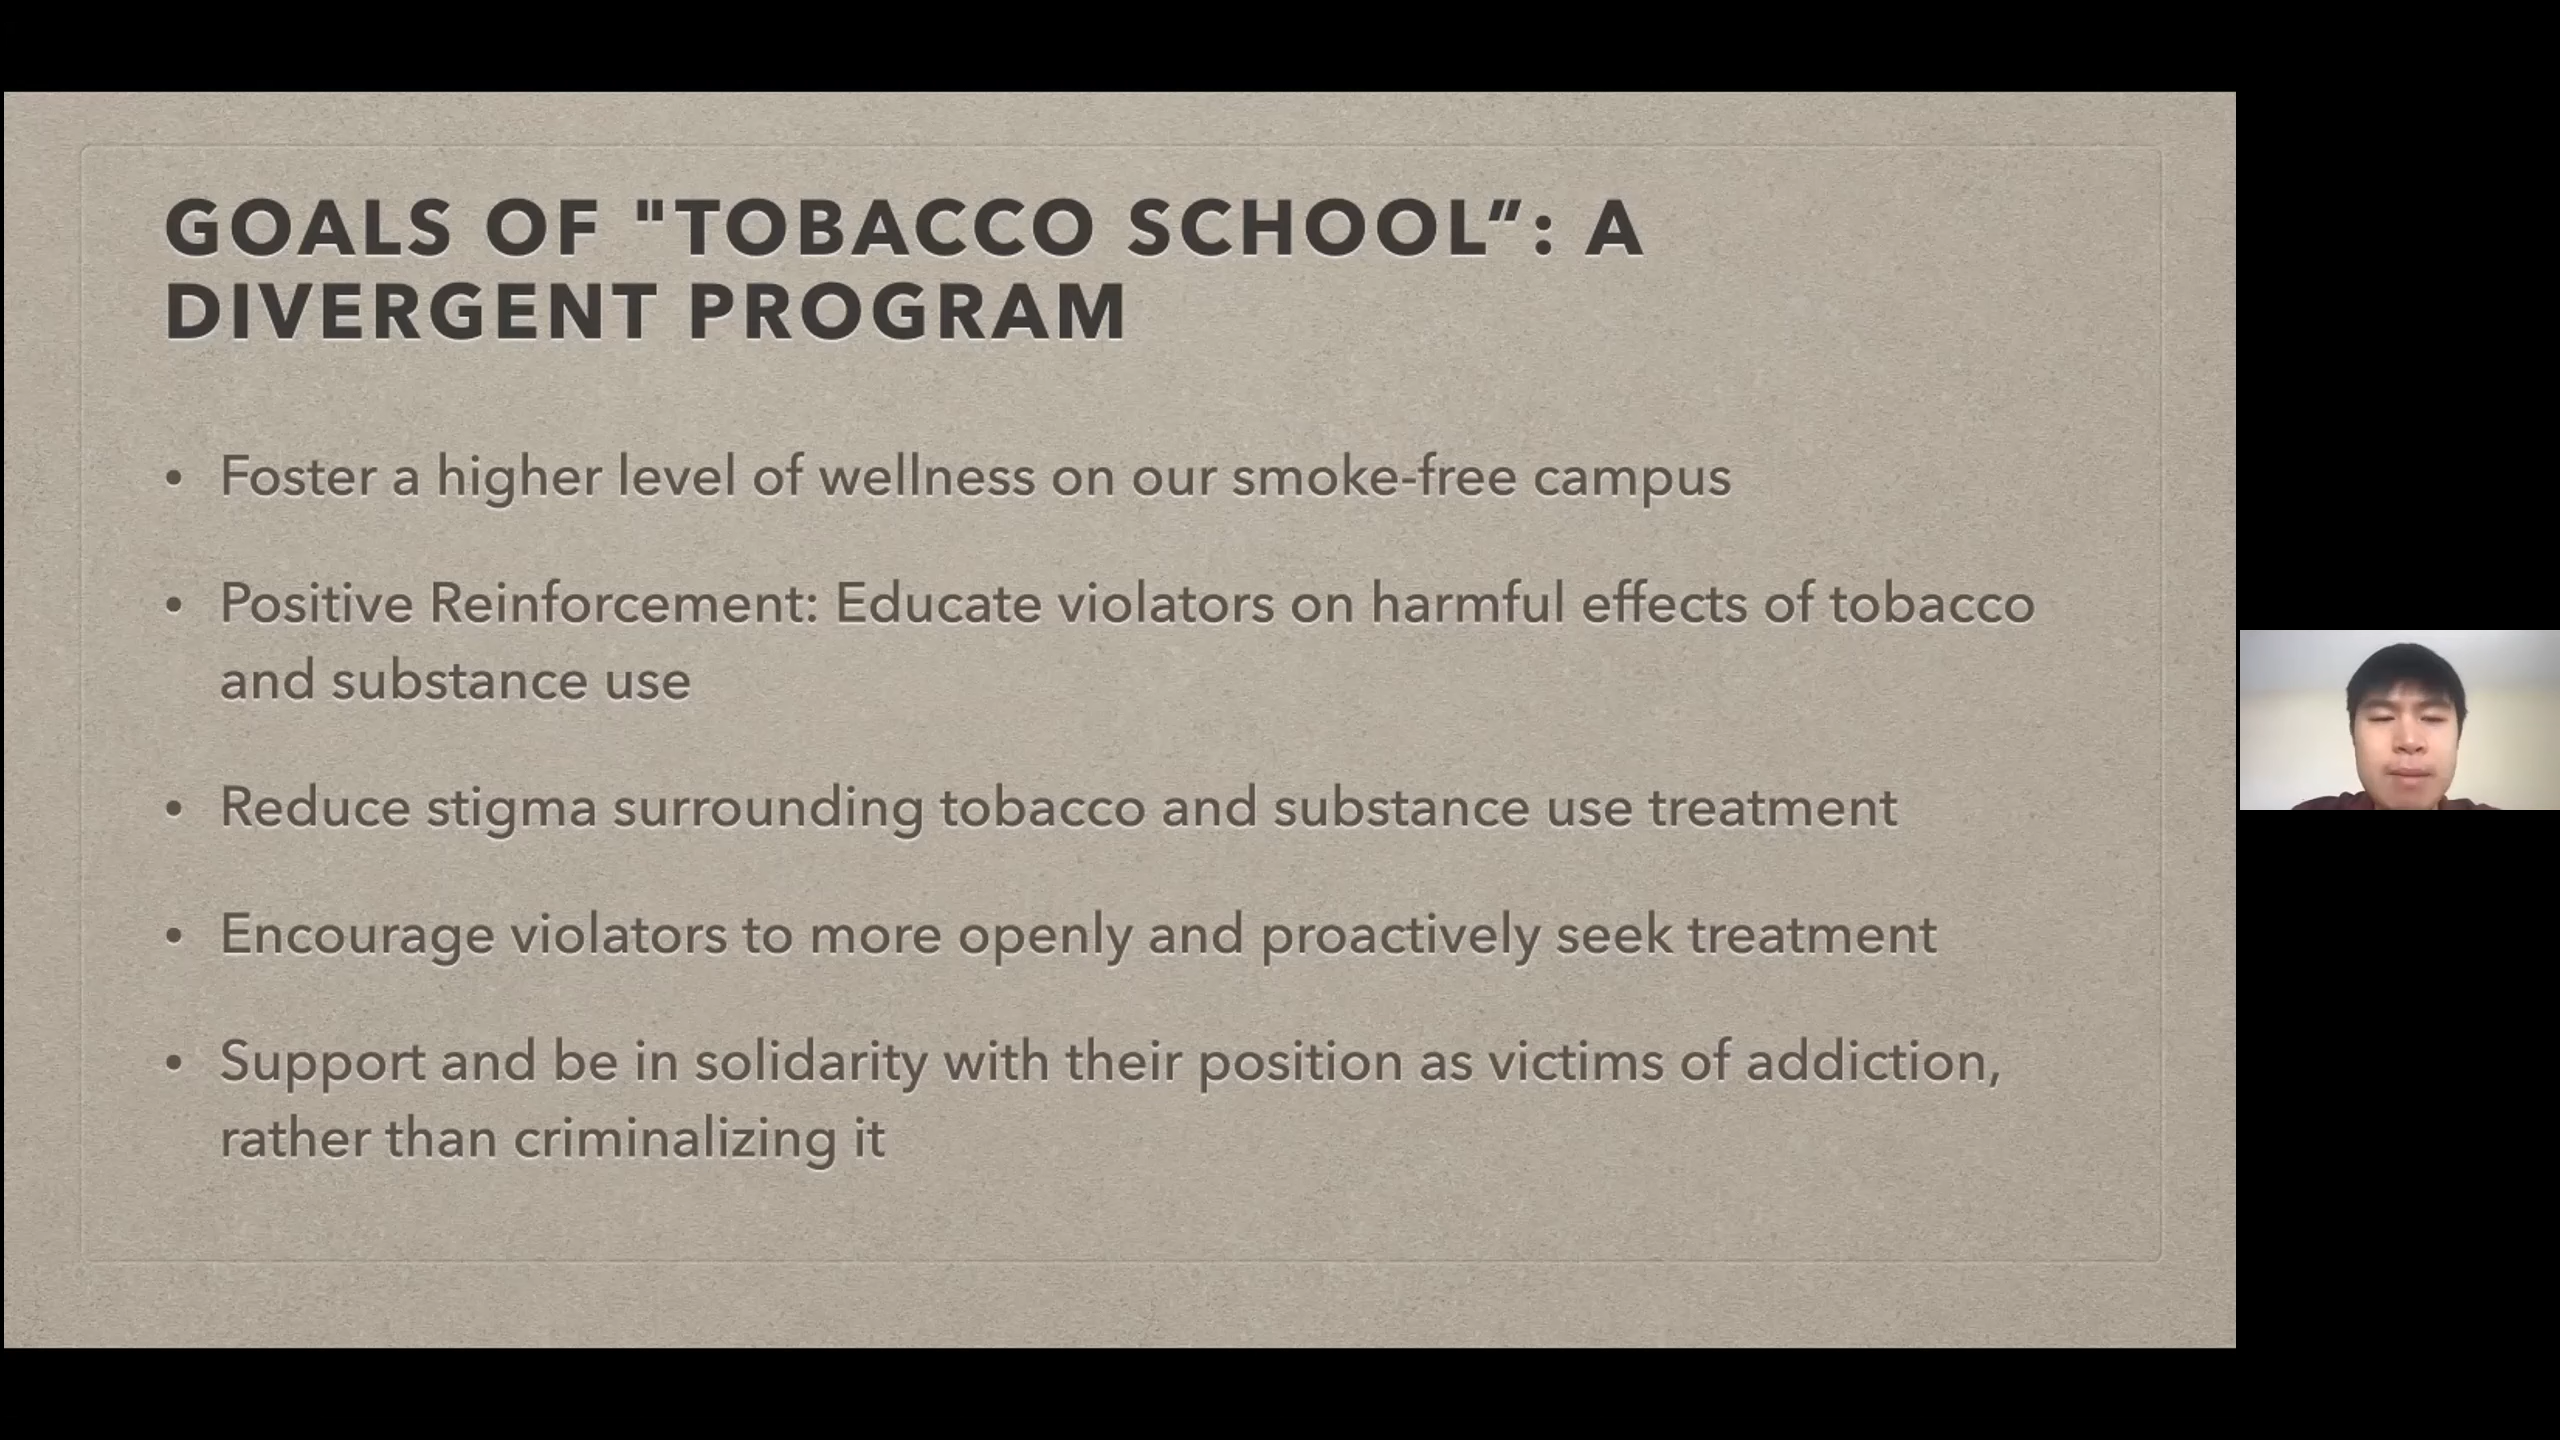 GOALS OF "TOBACCO SCHOOL”: A
DIVERGENT PROGRAM
• Foster a higher level of wellness on our smoke-free campus
• Positive Reinforcement: Educate violators on harmful effects of tobacco
and substance use
• Reduce stigma surrounding tobacco and substance use treatment
• Encourage violators to more openly and proactively seek treatment
• Support and be in solidarity with their position as victims of addiction,
rather than criminalizing it